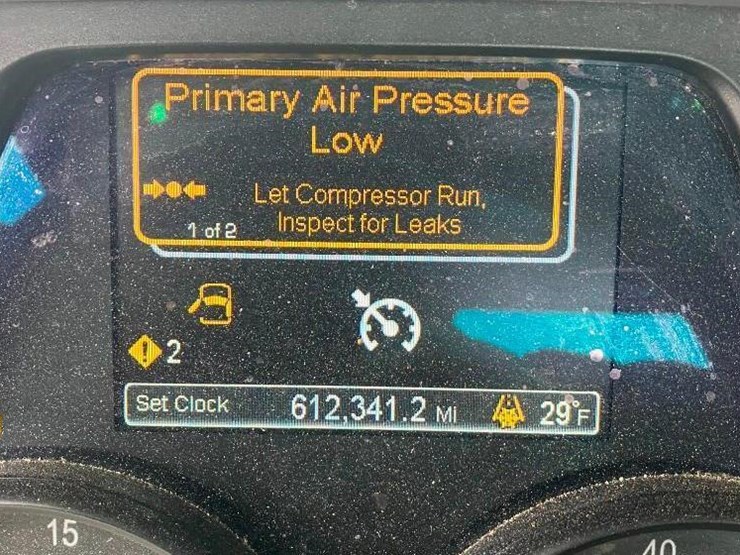 Primary Air Pressure
Low
Let Compressor Run,
1 of 2 Inspect for Leaks
2
Set Clock 612,341.2 Mi 29°F
15 40